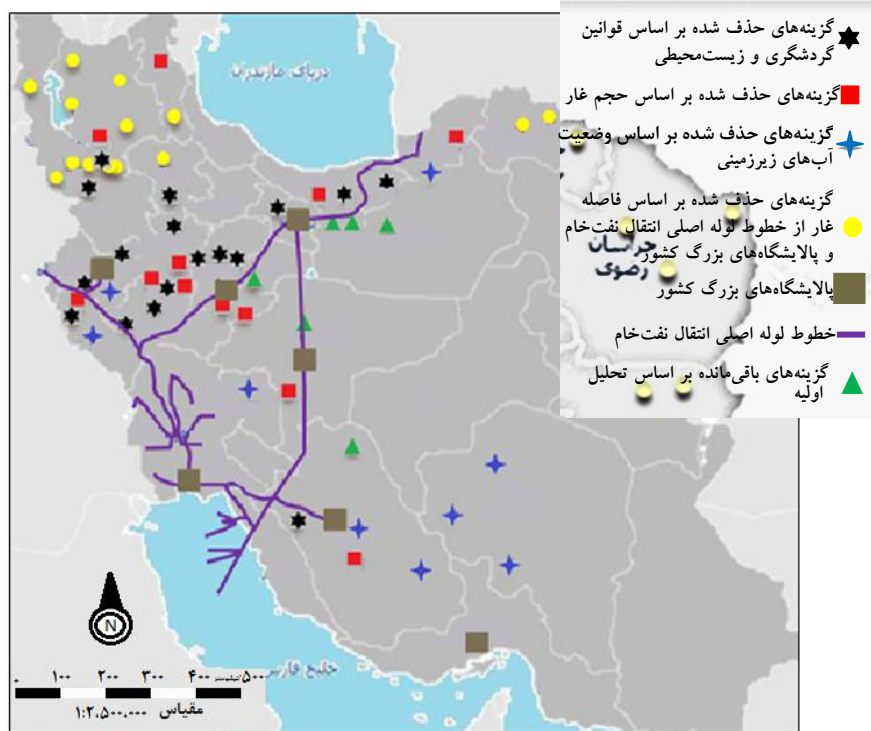 گزینه‌های حذف شده بر اساس قوانین
گردشگری و زیست‌محیطی
گزینه‌های حذف شده بر اساس حجم غار
گزینه‌های حذف شده بر اساس وضعیت
آب‌های زیرزمینی
گزینه‌های حذف شده بر اساس فاصله
غار از خطوط لوله اصلی انتقال نفت‌خام
و پالایشگاه‌های بزرگ کشور
پالایشگاه‌های بزرگ کشور
خطوط لوله اصلی انتقال نفت‌خام
گزینه‌های باقی‌مانده بر اساس تحلیل
اولیه
دریای مازندران
خراسان
رضوی
خلیج فارس
N
۰ ۱۰۰ ۲۰۰ ۳۰۰ ۴۰۰ کیلومتر ۵۰۰
مقیاس ۱:۲،۵۰۰،۰۰۰